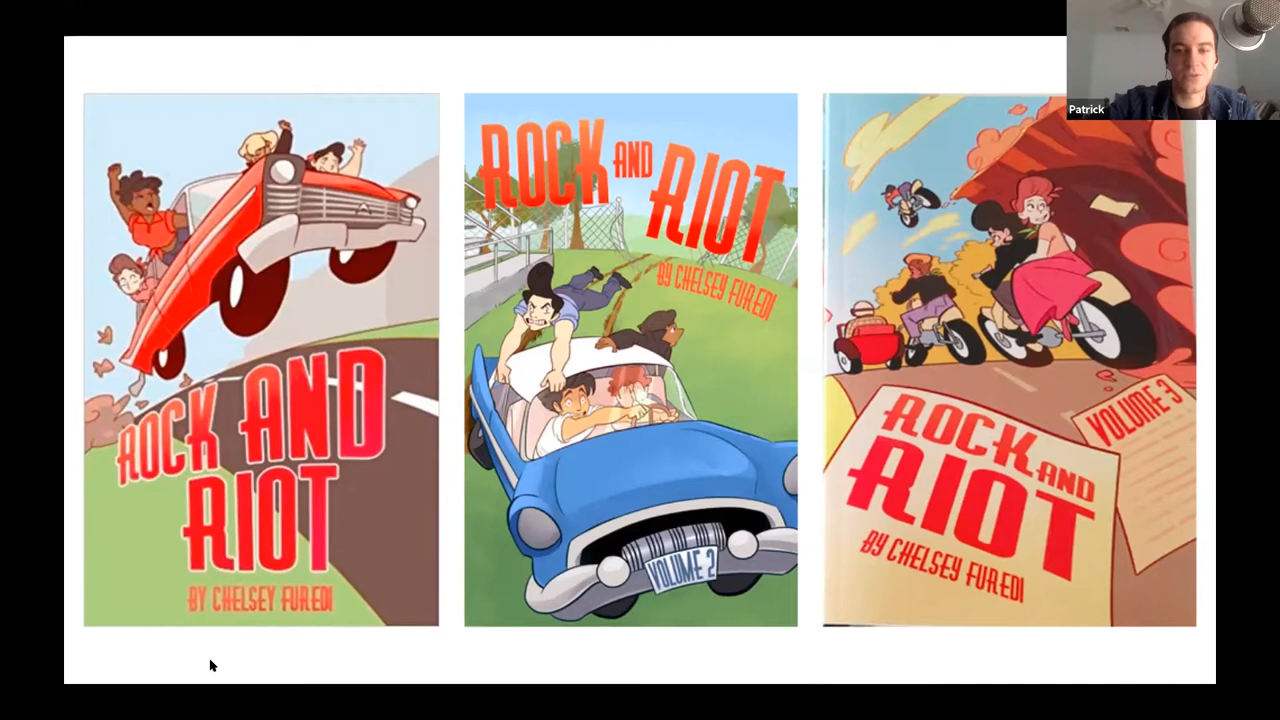 Patrick
ROCK AND
RIOT
BY CHELSEY FUREDI
ROCK AND RIOT
BY CHELSEY FUREDI
VOLUME 2
ROCK AND
RIOT
BY CHELSEY FUREDI
VOLUME 3